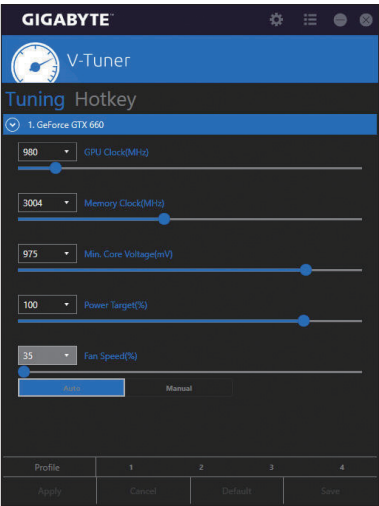 GIGABYTE™
V-Tuner
Tuning Hotkey
1. GeForce GTX 660
980 GPU Clock(MHz)
3004 Memory Clock(MHz)
975 Min. Core Voltage(mV)
100 Power Target(%)
35 Fan Speed(%)
Auto Manual
Profile 1 2 3 4
Apply Cancel Default Save